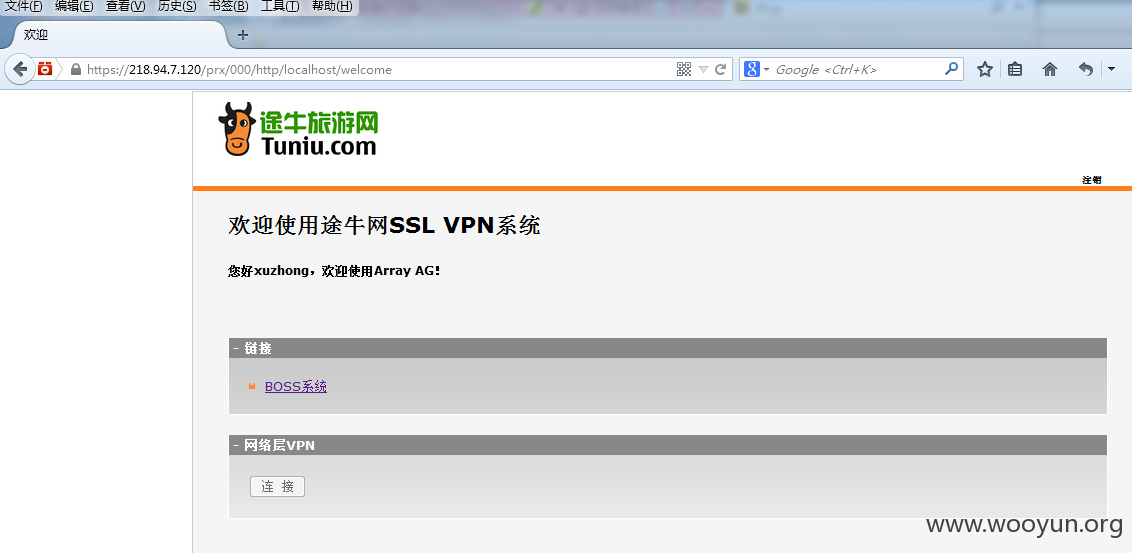 文件(F) 编辑(E) 查看(V) 历史(S) 书签(B) 工具(T) 帮助(H)
欢迎
https://218.94.7.120/prx/000/http/localhost/welcome
Google <Ctrl+K>
途牛旅游网
Tuniu.com
注销
欢迎使用途牛网SSL VPN系统
您好xuzhong，欢迎使用Array AG!
- 链接
BOSS系统
- 网络层VPN
连 接
www.wooyun.org